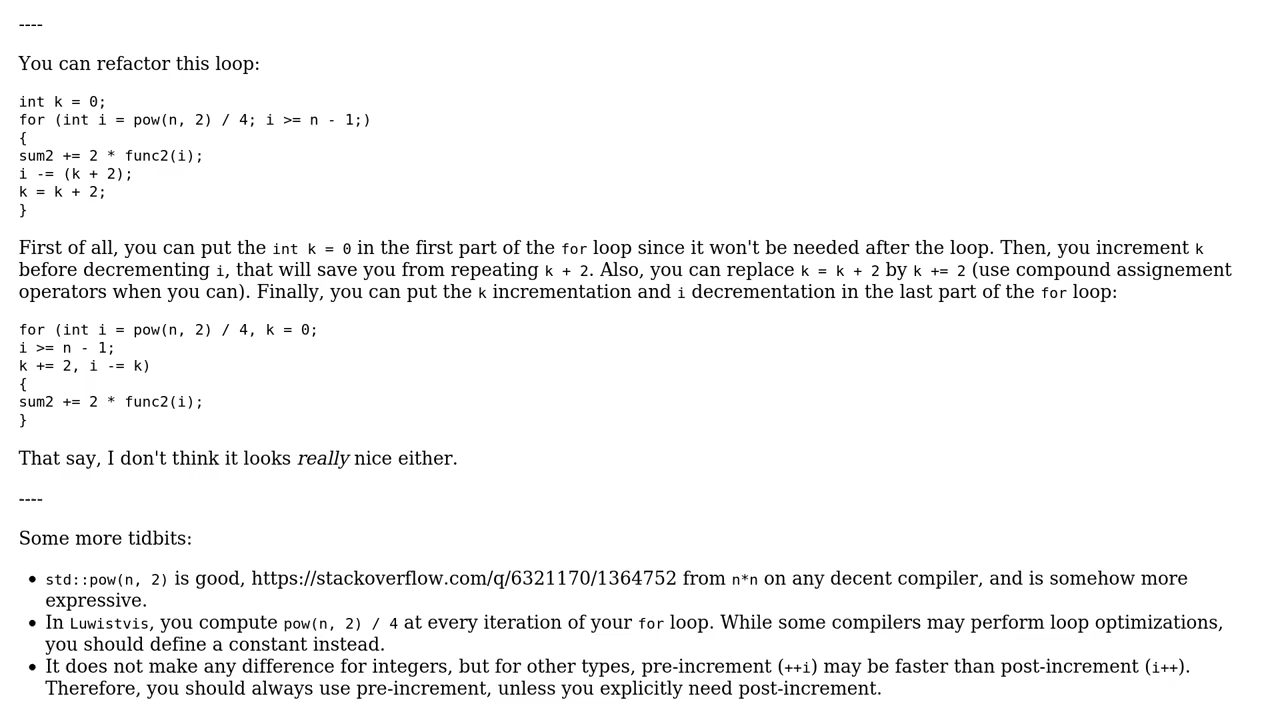 ----
You can refactor this loop:
int k = 0;
for (int i = pow(n, 2) / 4; i >= n - 1;)
{
sum2 += 2 * func2(i);
i -= (k + 2);
k = k + 2;
}
First of all, you can put the int k = 0 in the first part of the for loop since it won't be needed after the loop. Then, you increment k
before decrementing i, that will save you from repeating k + 2. Also, you can replace k = k + 2 by k += 2 (use compound assignement
operators when you can). Finally, you can put the k incrementation and i decrementation in the last part of the for loop:
for (int i = pow(n, 2) / 4, k = 0;
i >= n - 1;
k += 2, i -= k)
{
sum2 += 2 * func2(i);
}
That say, I don't think it looks really nice either.
----
Some more tidbits:
• std::pow(n, 2) is good, https://stackoverflow.com/q/6321170/1364752 from n*n on any decent compiler, and is somehow more
expressive.
• In Luwistvis, you compute pow(n, 2) / 4 at every iteration of your for loop. While some compilers may perform loop optimizations,
you should define a constant instead.
• It does not make any difference for integers, but for other types, pre-increment (++i) may be faster than post-increment (i++).
Therefore, you should always use pre-increment, unless you explicitly need post-increment.